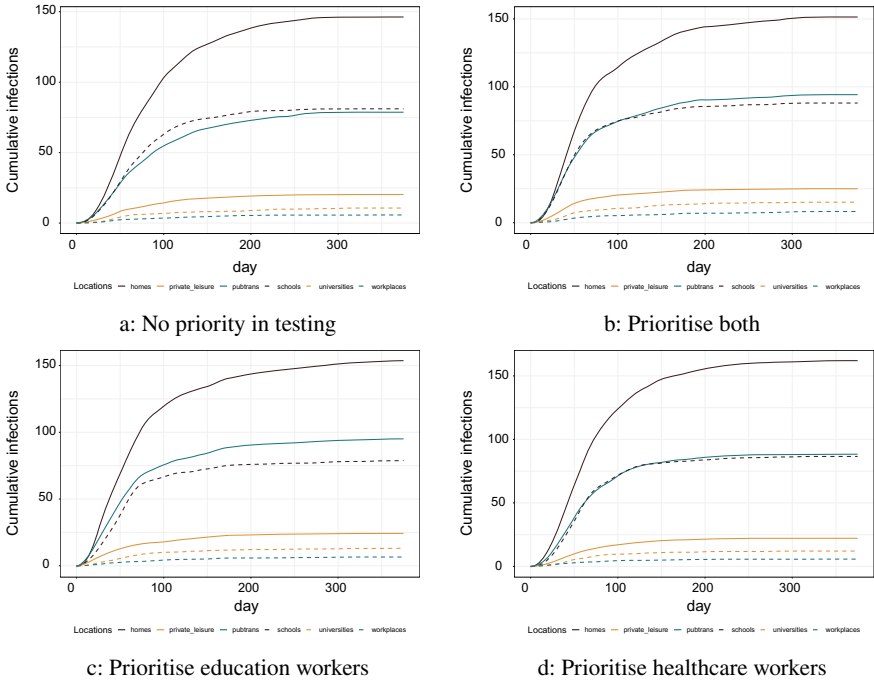 150
100
50
0
Cumulative infections
0 100 200 300
day
Locations homes private_leisure pubtrans schools universities workplaces
a: No priority in testing
150
100
50
0
Cumulative infections
0 100 200 300
day
Locations homes private_leisure pubtrans schools universities workplaces
b: Prioritise both
150
100
50
0
Cumulative infections
0 100 200 300
day
Locations homes private_leisure pubtrans schools universities workplaces
c: Prioritise education workers
150
100
50
0
Cumulative infections
0 100 200 300
day
Locations homes private_leisure pubtrans schools universities workplaces
d: Prioritise healthcare workers